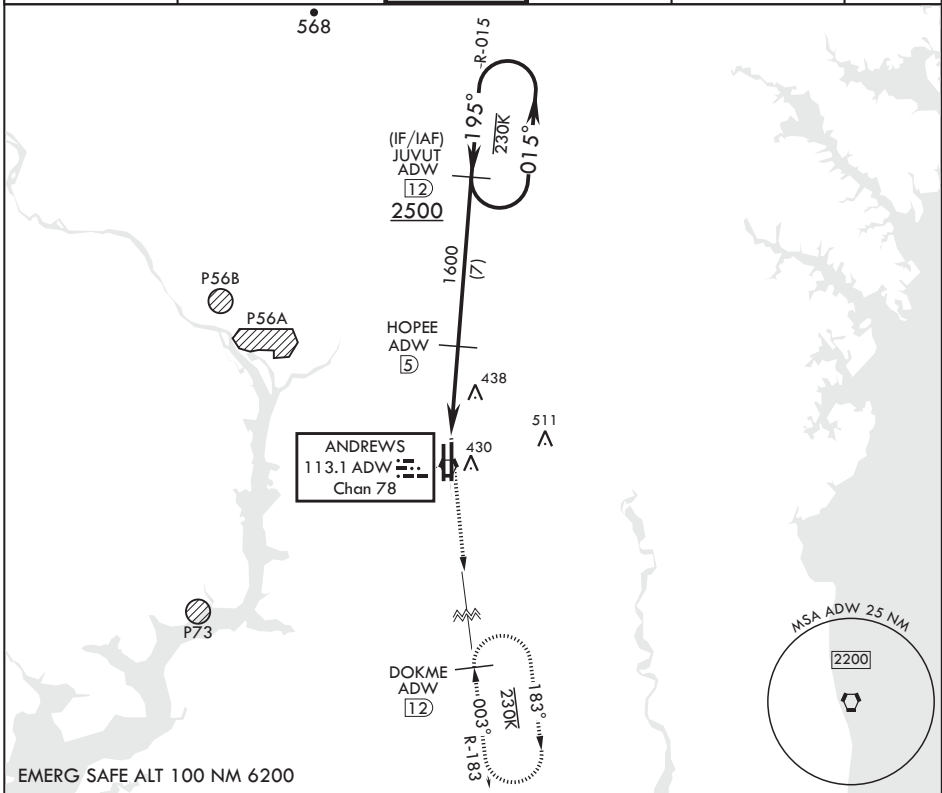 568
R-015
195°
230K
015°
(IF/IAF)
JUVUT
ADW
12
2500
1600
(7)
P56B
P56A
HOPEE
ADW
5
438
511
ANDREWS
113.1 ADW
Chan 78
430
P73
MSA ADW 25 NM
2200
DOKME
ADW
12
003°
230K
183°
R-183
EMERG SAFE ALT 100 NM 6200